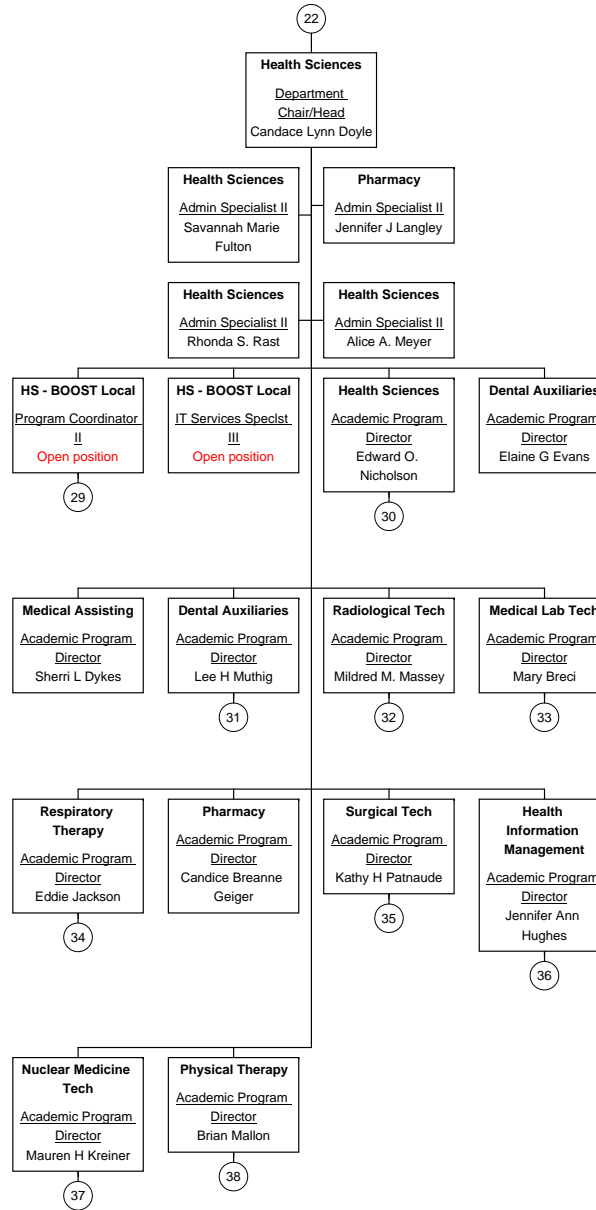 22
Health Sciences
Department
Chair/Head
Candace Lynn Doyle
Health Sciences
Admin Specialist II
Savannah Marie
Fulton
Pharmacy
Admin Specialist II
Jennifer J Langley
Health Sciences
Admin Specialist II
Rhonda S. Rast
Health Sciences
Admin Specialist II
Alice A. Meyer
HS - BOOST Local
Program Coordinator
II
Open position
29
HS - BOOST Local
IT Services Speclst
III
Open position
Health Sciences
Academic Program
Director
Edward O.
Nicholson
30
Dental Auxiliaries
Academic Program
Director
Elaine G Evans
Medical Assisting
Academic Program
Director
Sherri L Dykes
Dental Auxiliaries
Academic Program
Director
Lee H Muthig
31
Radiological Tech
Academic Program
Director
Mildred M. Massey
32
Medical Lab Tech
Academic Program
Director
Mary Breci
33
Respiratory
Therapy
Academic Program
Director
Eddie Jackson
34
Pharmacy
Academic Program
Director
Candice Breanne
Geiger
Surgical Tech
Academic Program
Director
Kathy H Patnaude
35
Health
Information
Management
Academic Program
Director
Jennifer Ann
Hughes
36
Nuclear Medicine
Tech
Academic Program
Director
Mauren H Kreiner
37
Physical Therapy
Academic Program
Director
Brian Mallon
38